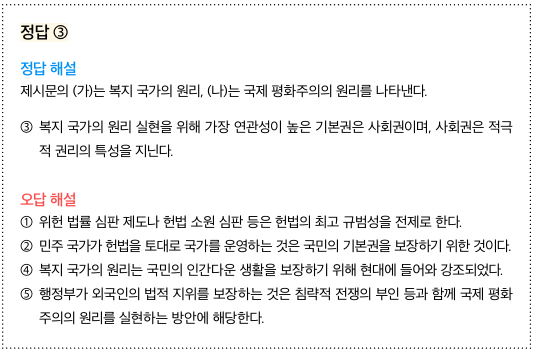 정답 ③
정답 해설
제시문의 (가)는 복지 국가의 원리, (나)는 국제 평화주의의 원리를 나타낸다.
③ 복지 국가의 원리 실현을 위해 가장 연관성이 높은 기본권은 사회권이며, 사회권은 적극
적 권리의 특성을 지닌다.
오답 해설
① 위헌 법률 심판 제도나 헌법 소원 심판 등은 헌법의 최고 규범성을 전제로 한다.
② 민주 국가가 헌법을 토대로 국가를 운영하는 것은 국민의 기본권을 보장하기 위한 것이다.
④ 복지 국가의 원리는 국민의 인간다운 생활을 보장하기 위해 현대에 들어와 강조되었다.
⑤ 행정부가 외국인의 법적 지위를 보장하는 것은 침략적 전쟁의 부인 등과 함께 국제 평화
주의의 원리를 실현하는 방안에 해당한다.